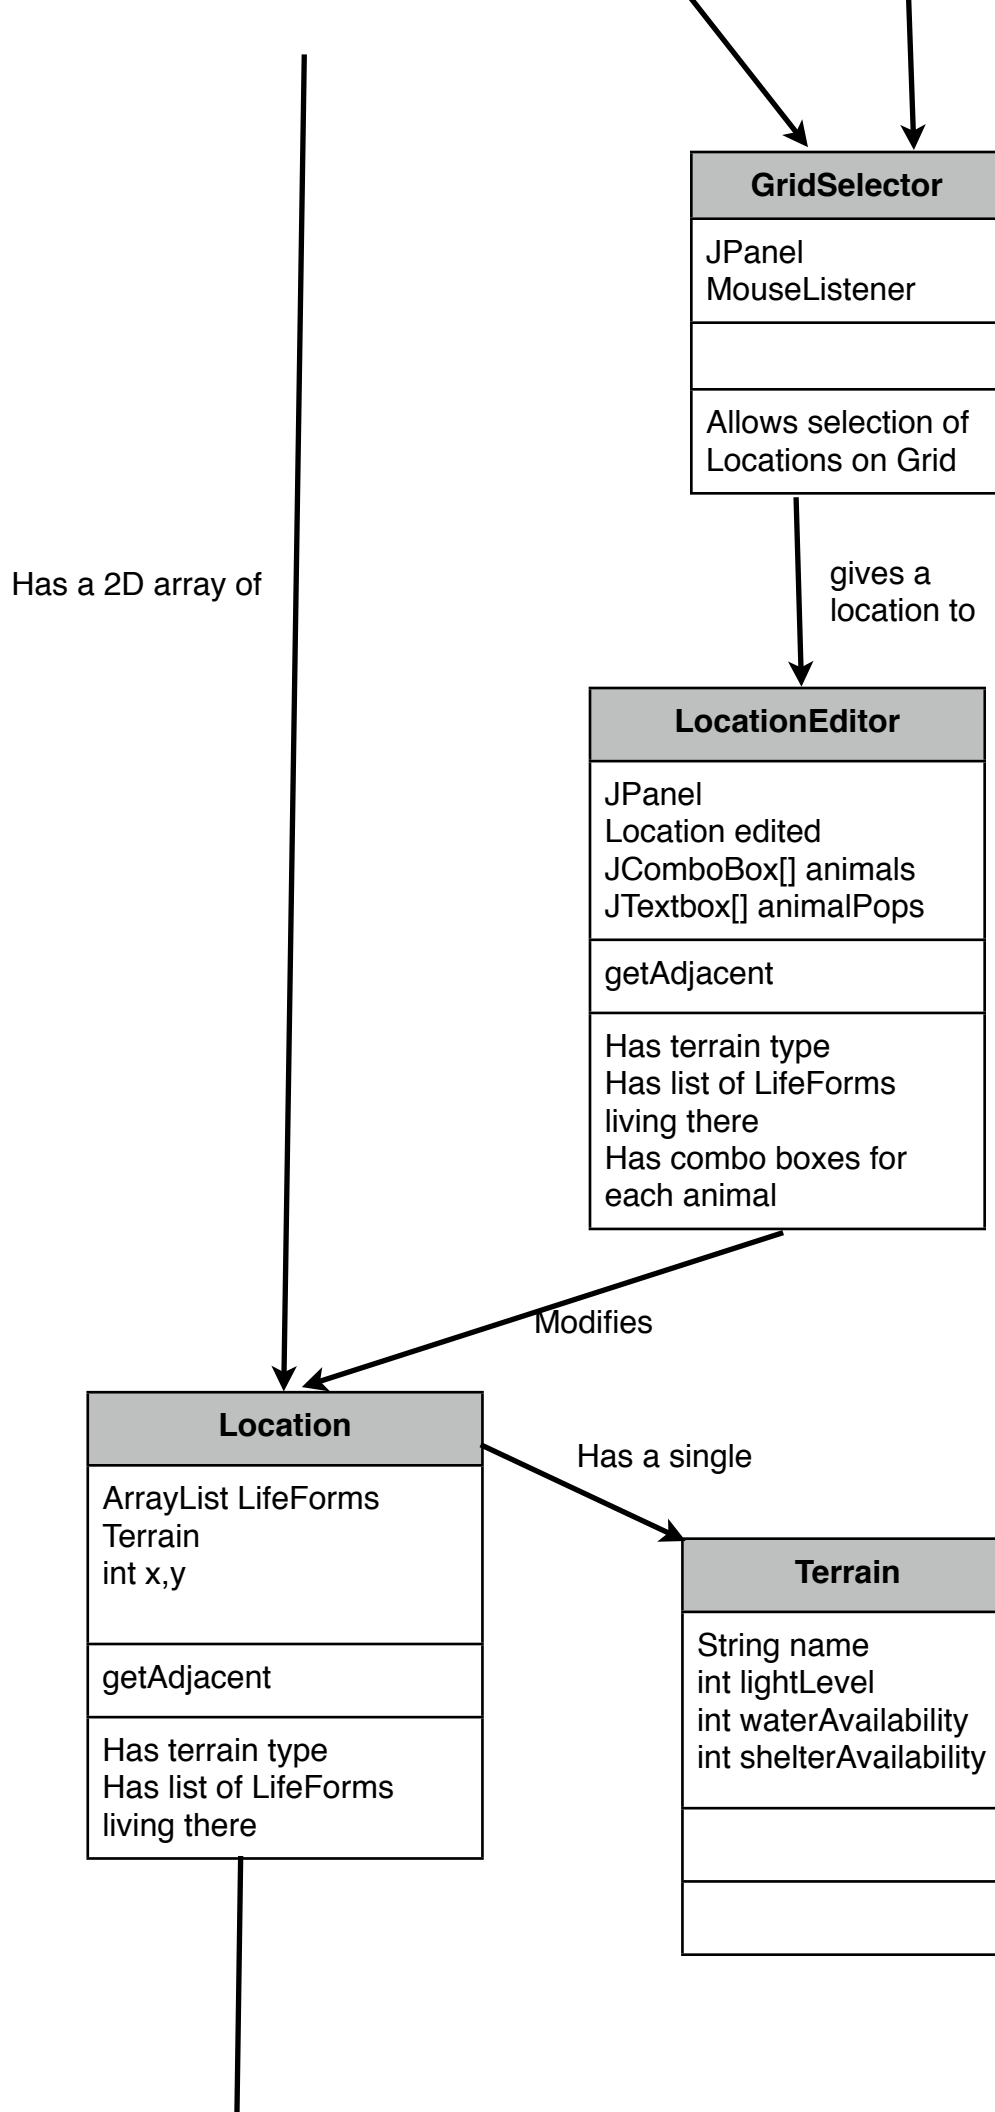 GridSelector
JPanel
MouseListener
Allows selection of
Locations on Grid
Has a 2D array of
gives a
location to
LocationEditor
JPanel
Location edited
JComboBox[] animals
JTextbox[] animalPops
getAdjacent
Has terrain type
Has list of LifeForms
living there
Has combo boxes for
each animal
Modifies
Location
ArrayList LifeForms
Terrain
int x,y
getAdjacent
Has terrain type
Has list of LifeForms
living there
Has a single
Terrain
String name
int lightLevel
int waterAvailability
int shelterAvailability